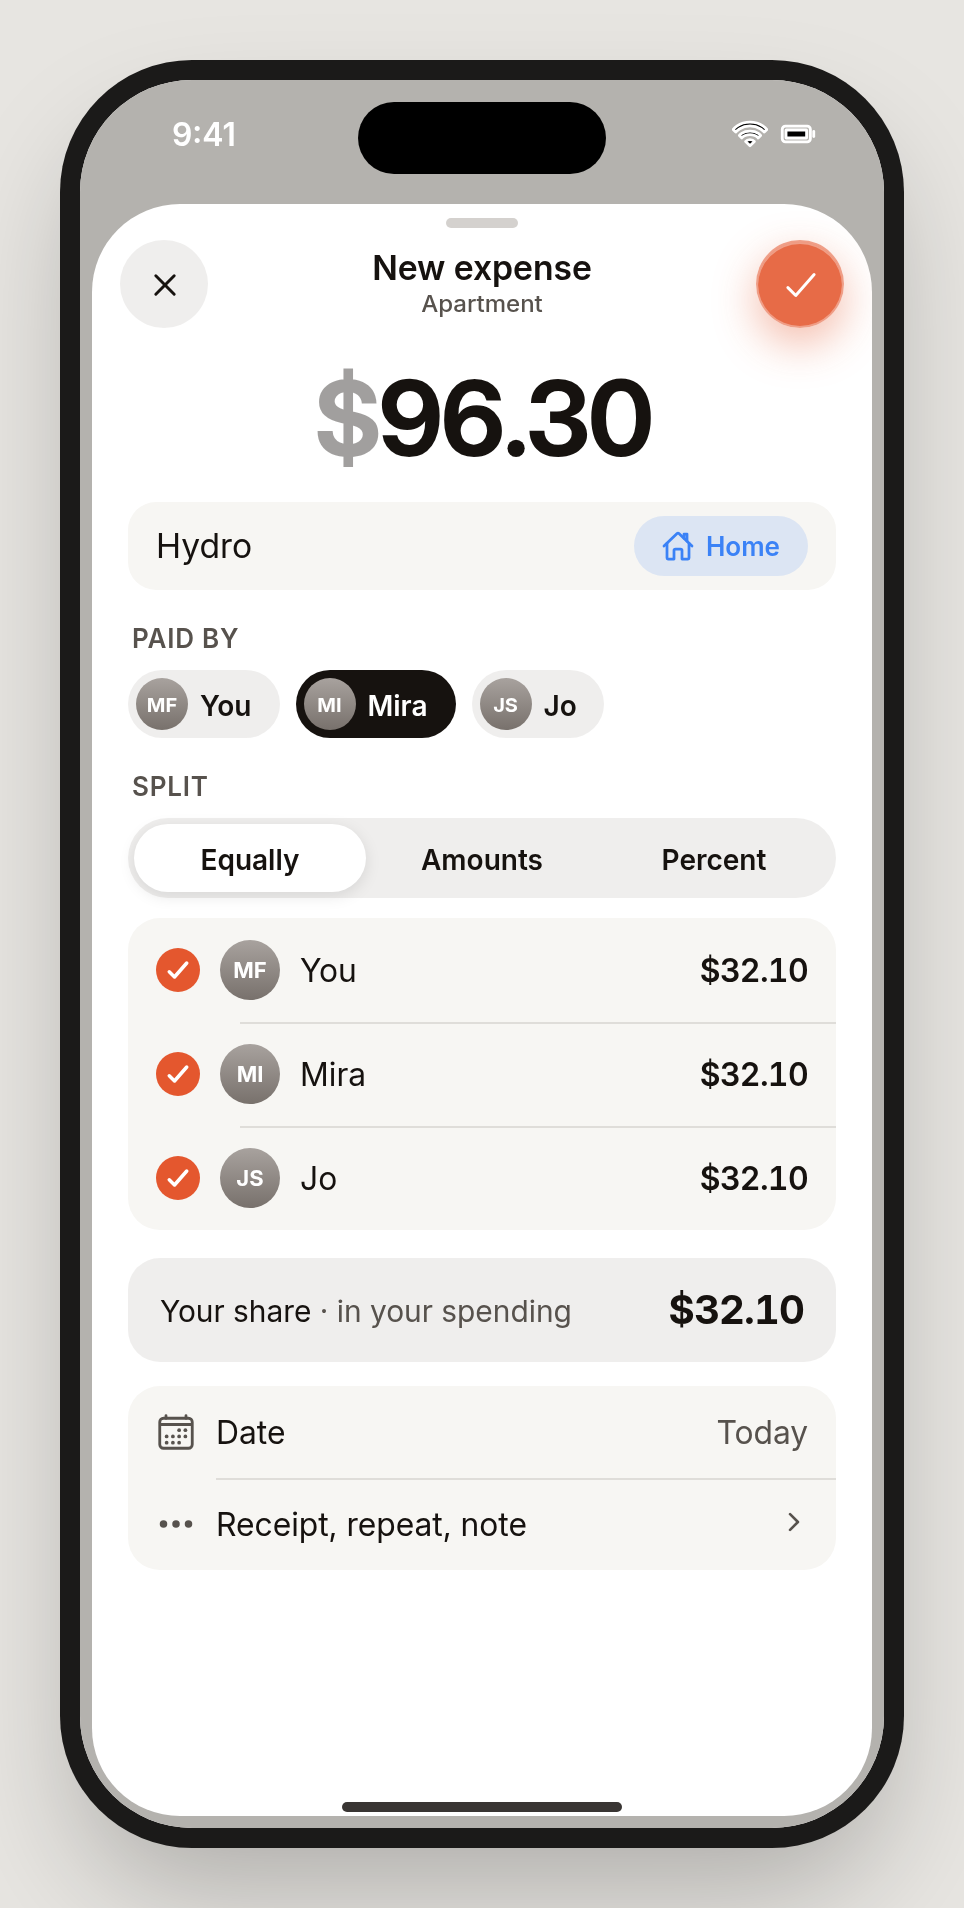 9:41
New expense
Apartment
$96.30
Hydro
Home
PAID BY
MF You
MI Mira
JS Jo
SPLIT
Equally Amounts Percent
MF You $32.10
MI Mira $32.10
JS Jo $32.10
Your share · in your spending $32.10
Date Today
Receipt, repeat, note